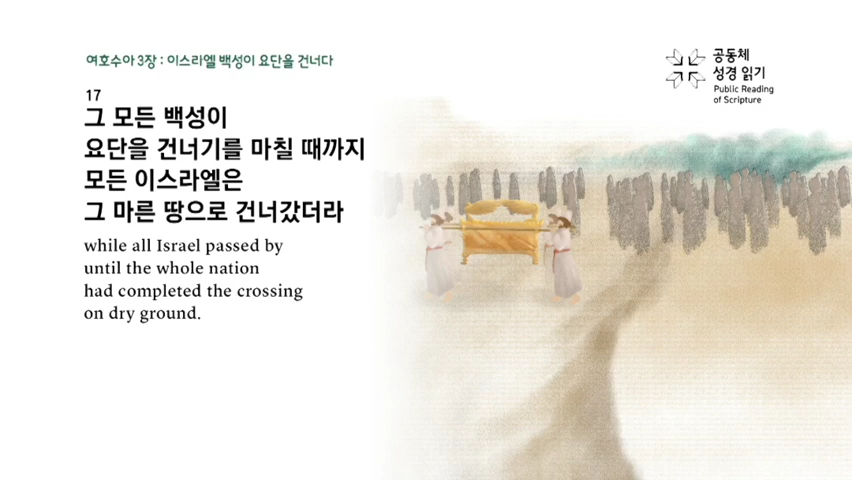 여호수아 3장 : 이스라엘 백성이 요단을 건너다
공동체
성경 읽기
Public Reading
of Scripture
17
그 모든 백성이
요단을 건너기를 마칠 때까지
모든 이스라엘은
그 마른 땅으로 건너갔더라
while all Israel passed by
until the whole nation
had completed the crossing
on dry ground.